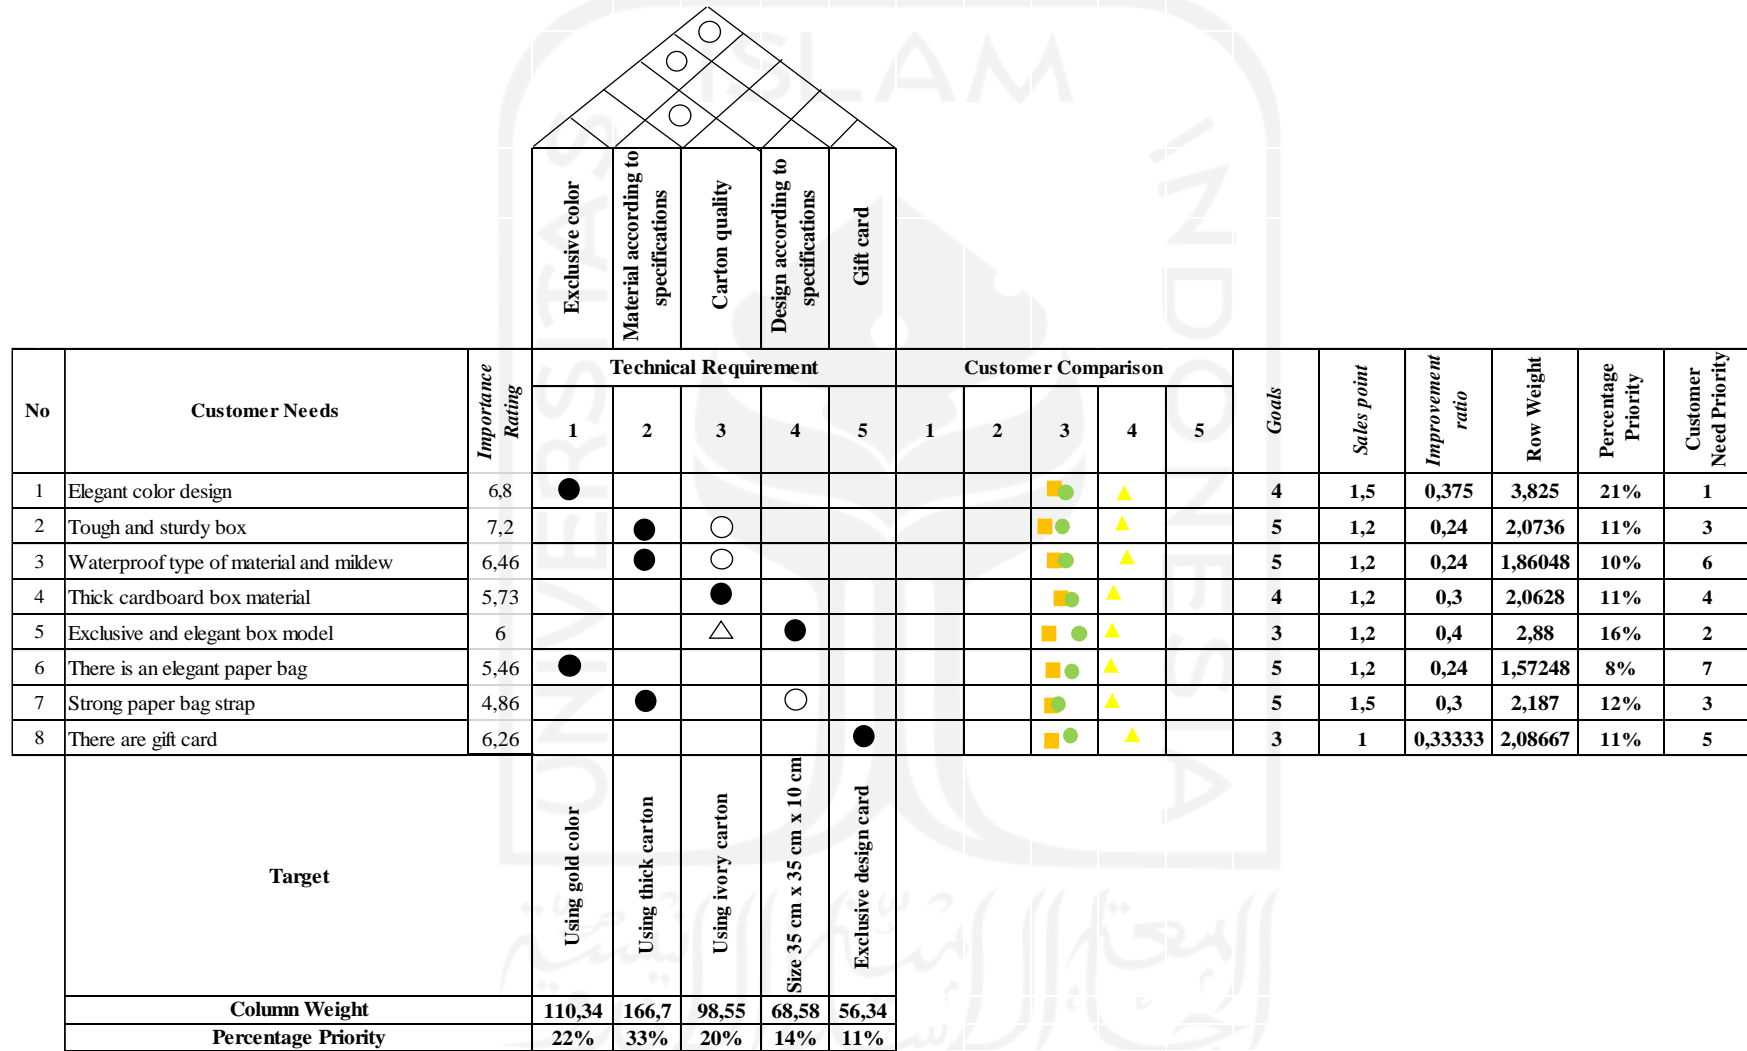 ISLAM
UNIVERSITAS
INDONESIA
Exclusive color
Material according to
specifications
Carton quality
Design according to
specifications
Gift card
No
Customer Needs
Importance
Rating
Technical Requirement
Customer Comparison
Goals
Sales point
Improvement
ratio
Row Weight
Percentage
Priority
Customer
Need Priority
1 2 3 4 5 1 2 3 4 5
1 Elegant color design 6,8 4 1,5 0,375 3,825 21% 1
2 Tough and sturdy box 7,2 5 1,2 0,24 2,0736 11% 3
3 Waterproof type of material and mildew 6,46 5 1,2 0,24 1,86048 10% 6
4 Thick cardboard box material 5,73 4 1,2 0,3 2,0628 11% 4
5 Exclusive and elegant box model 6 3 1,2 0,4 2,88 16% 2
6 There is an elegant paper bag 5,46 5 1,2 0,24 1,57248 8% 7
7 Strong paper bag strap 4,86 5 1,5 0,3 2,187 12% 3
8 There are gift card 6,26 3 1 0,33333 2,08667 11% 5
Target
Using gold color
Using thick carton
Using ivory carton
Size 35 cm x 35 cm x 10 cm
Exclusive design card
Column Weight 110,34 166,7 98,55 68,58 56,34
Percentage Priority 22% 33% 20% 14% 11%